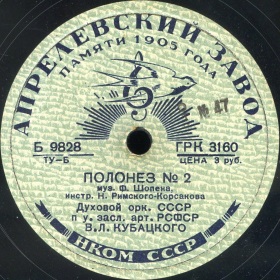 АПРЕЛЕВСКИЙ ЗАВОД
ПАМЯТИ 1905 ГОДА
№ 47
Б 9828
ТУ-Б
ГРК 3160
ЦЕНА 3 руб.
ПОЛОНЕЗ № 2
муз. Ф. Шопена,
инстр. Н. Римского-Корсакова
Духовой орк. СССР
п/у. засл. арт. РСФСР
В. Л. КУБАЦКОГО
НКОМ СССР